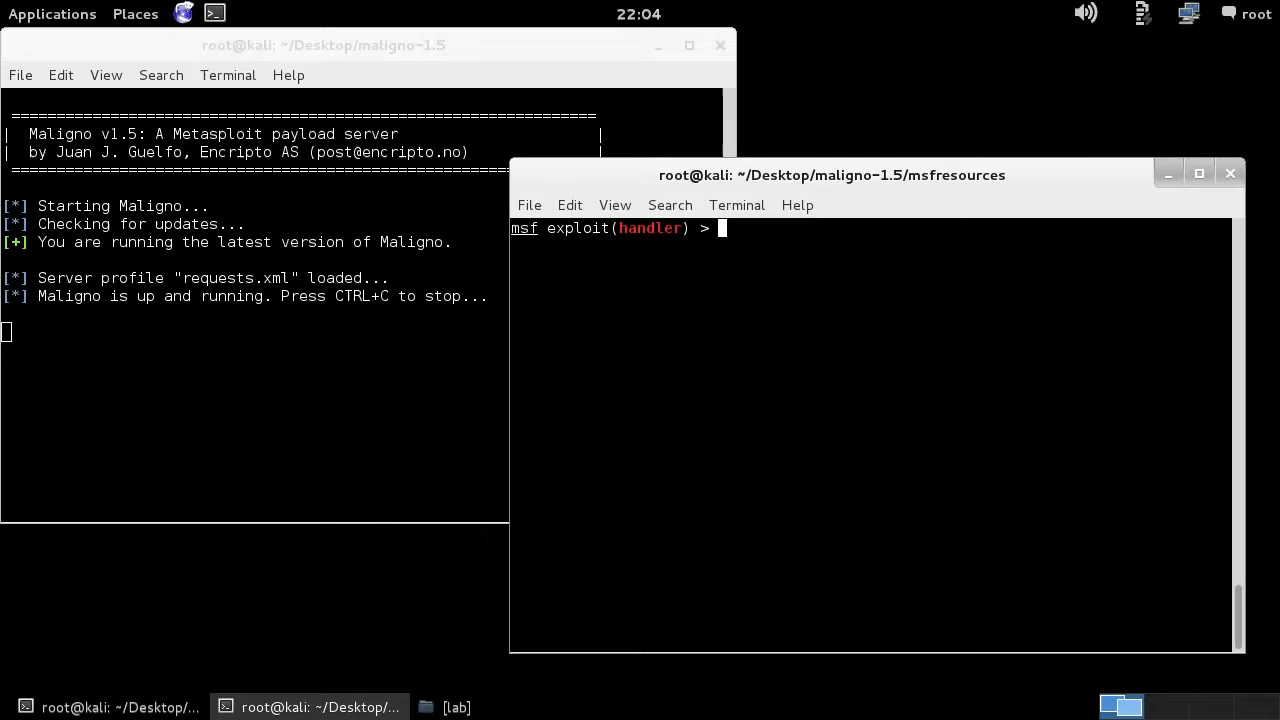 Applications Places 22:04 root
root@kali: ~/Desktop/maligno-1.5
File Edit View Search Terminal Help
=================================================================
| Maligno v1.5: A Metasploit payload server |
| by Juan J. Guelfo, Encripto AS (post@encripto.no) |
=======================================================
[*] Starting Maligno...
[*] Checking for updates...
[+] You are running the latest version of Maligno.
[*] Server profile "requests.xml" loaded...
[*] Maligno is up and running. Press CTRL+C to stop...
root@kali: ~/Desktop/maligno-1.5/msfresources
File Edit View Search Terminal Help
msf exploit(handler) >
root@kali: ~/Desktop/... root@kali: ~/Desktop/... [lab]